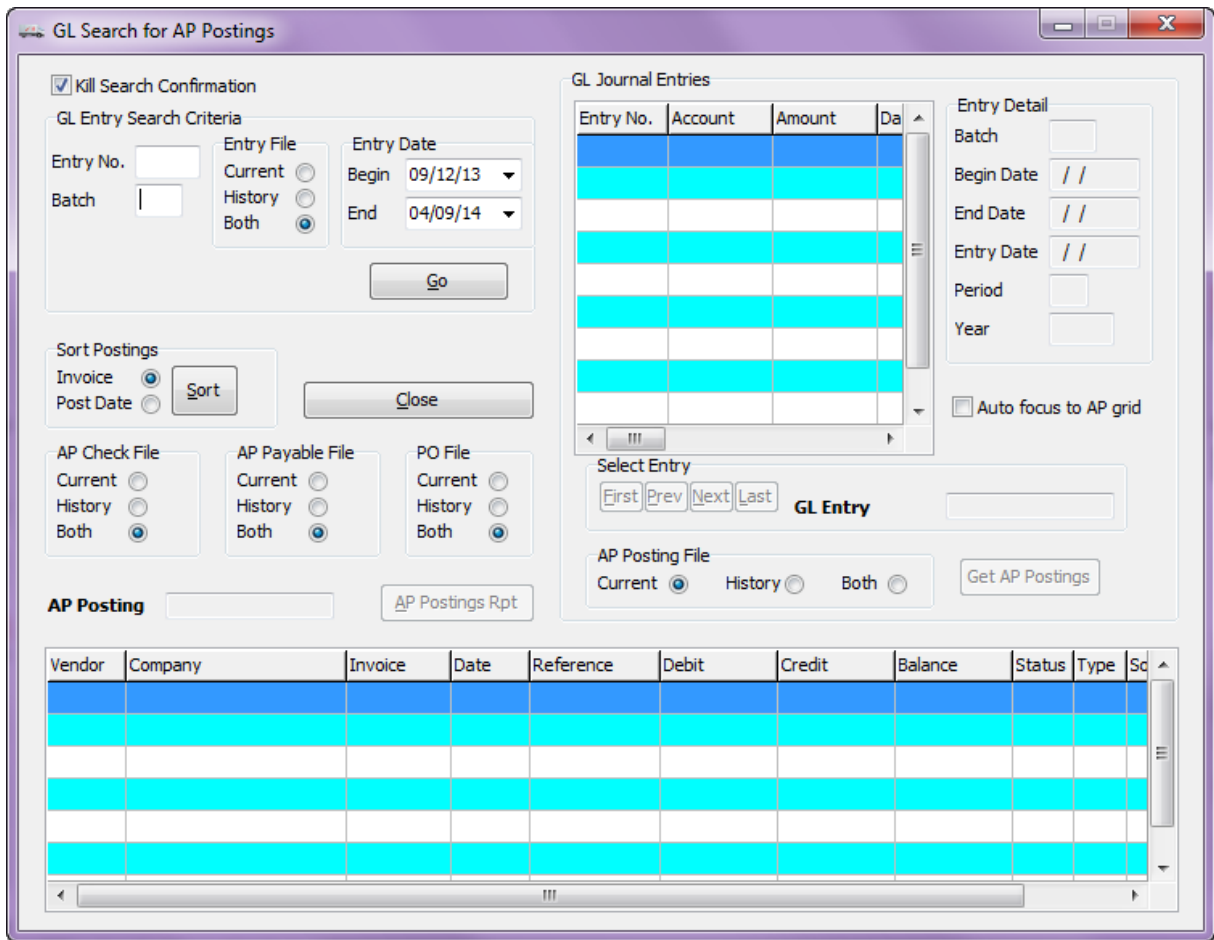 GL Search for AP Postings
Kill Search Confirmation
GL Entry Search Criteria
Entry No.
Batch
Entry File
Current
History
Both
Entry Date
Begin 09/12/13
End 04/09/14
Go
Sort Postings
Invoice
Post Date
Sort
Close
AP Check File
Current
History
Both
AP Payable File
Current
History
Both
PO File
Current
History
Both
AP Posting
AP Postings Rpt
GL Journal Entries
Entry No. Account Amount Da
Entry Detail
Batch
Begin Date / /
End Date / /
Entry Date / /
Period
Year
Auto focus to AP grid
Select Entry
First Prev Next Last
GL Entry
AP Posting File
Current History Both
Get AP Postings
Vendor Company Invoice Date Reference Debit Credit Balance Status Type So